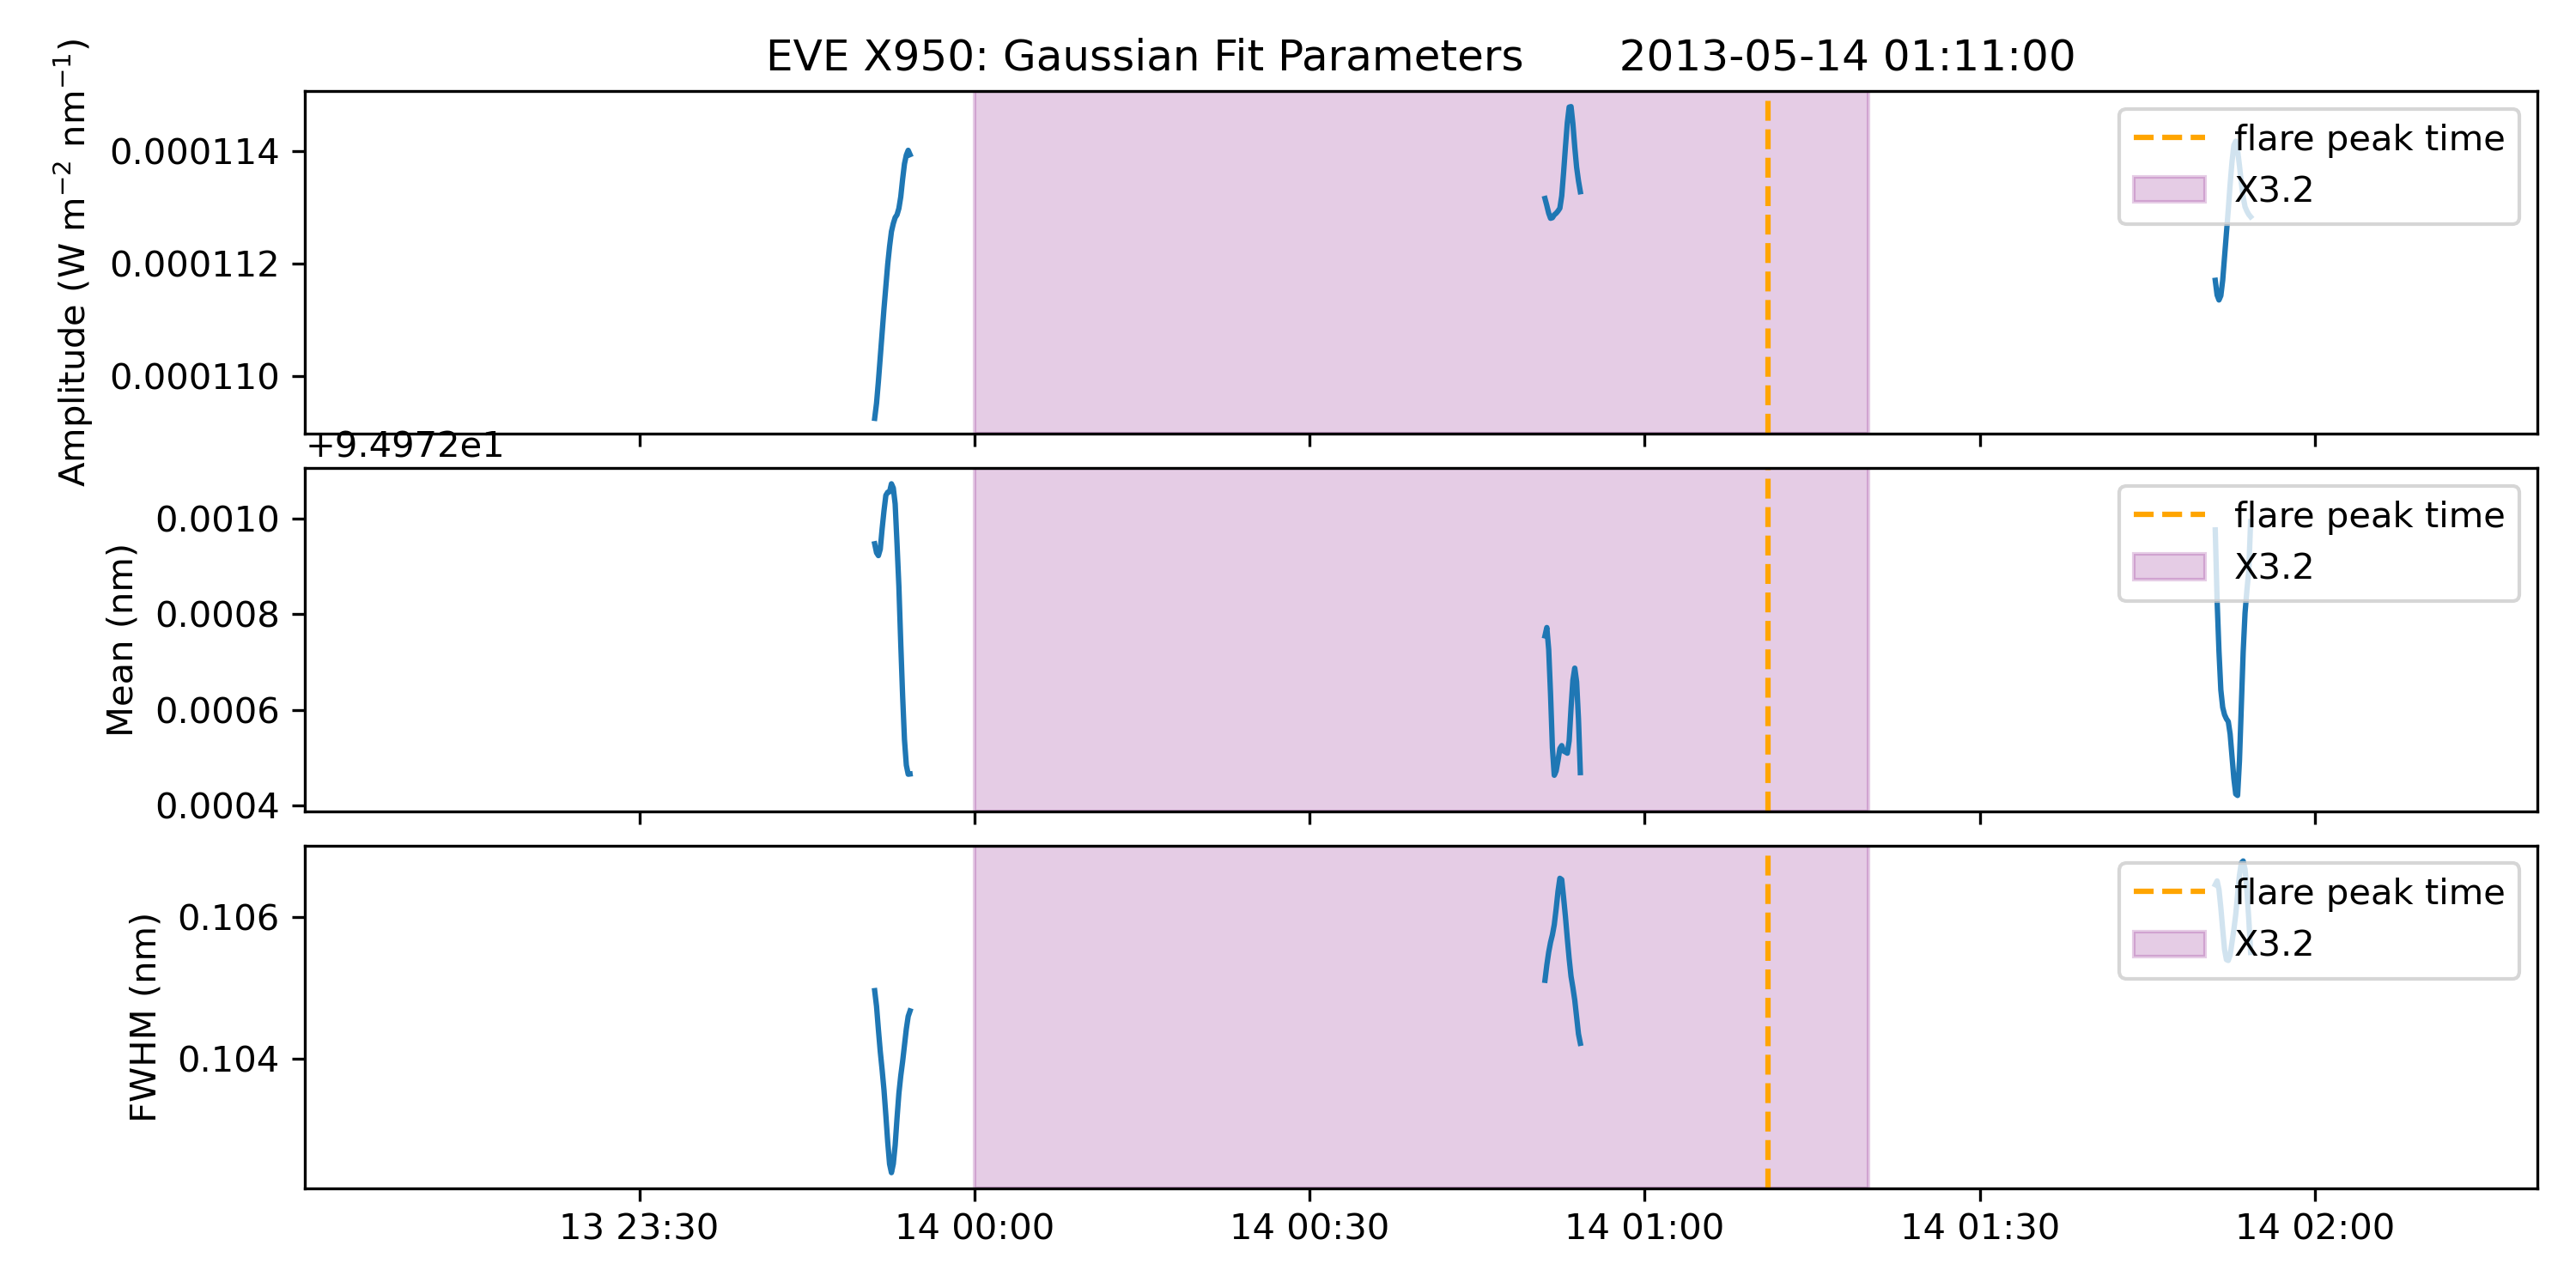 EVE X950: Gaussian Fit Parameters 2013-05-14 01:11:00
Amplitude (W m⁻² nm⁻¹)
0.000114
0.000112
0.000110
flare peak time
X3.2
+9.4972e1
Mean (nm)
0.0010
0.0008
0.0006
0.0004
flare peak time
X3.2
FWHM (nm)
0.106
0.104
flare peak time
X3.2
13 23:30 14 00:00 14 00:30 14 01:00 14 01:30 14 02:00